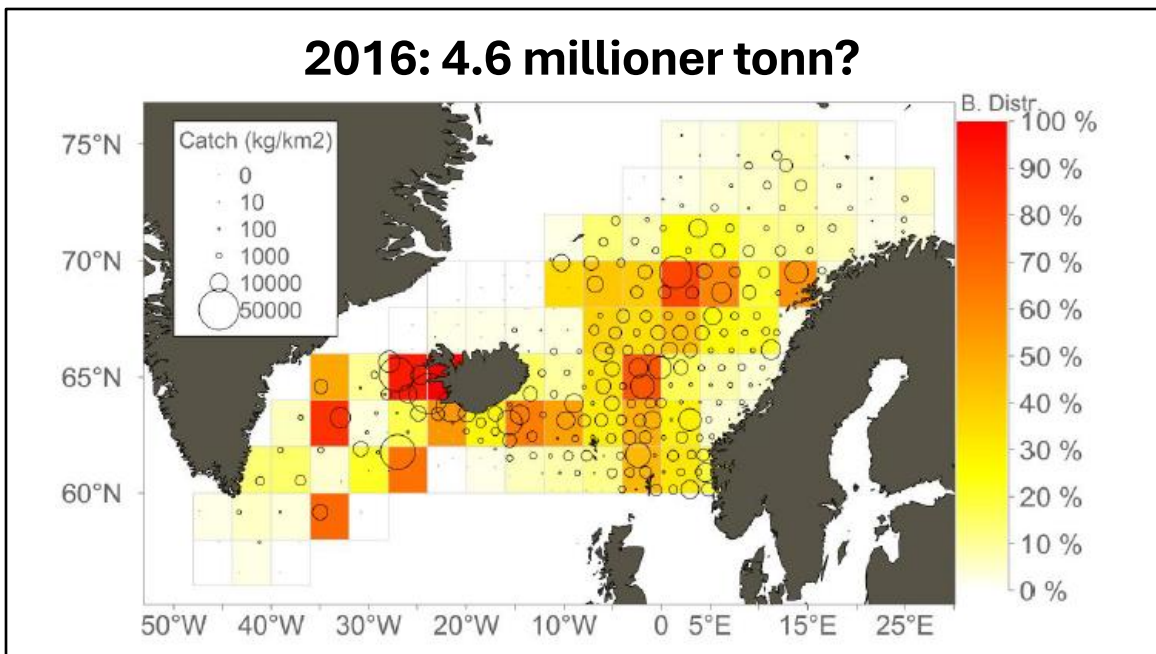 2016: 4.6 millioner tonn?
B. Distr.
Catch (kg/km2)
0
10
100
1000
10000
50000
75°N
70°N
65°N
60°N
100 %
90 %
80 %
70 %
60 %
50 %
40 %
30 %
20 %
10 %
0 %
50°W 40°W 30°W 20°W 10°W 0 5°E 15°E 25°E